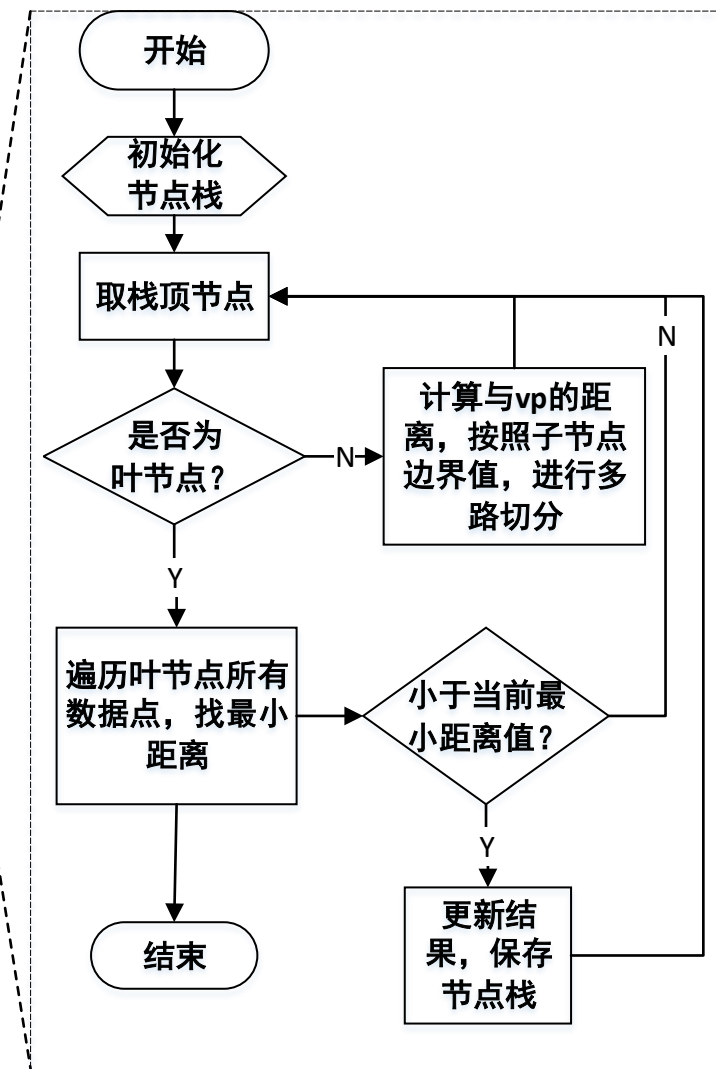 开始
初始化
节点栈
取栈顶节点
N
计算与vp的距
离，按照子节点
边界值，进行多
路切分
是否为
叶节点？
N
Y
遍历叶节点所有
数据点，找最小
距离
小于当前最
小距离值？
Y
更新结
果，保存
节点栈
结束